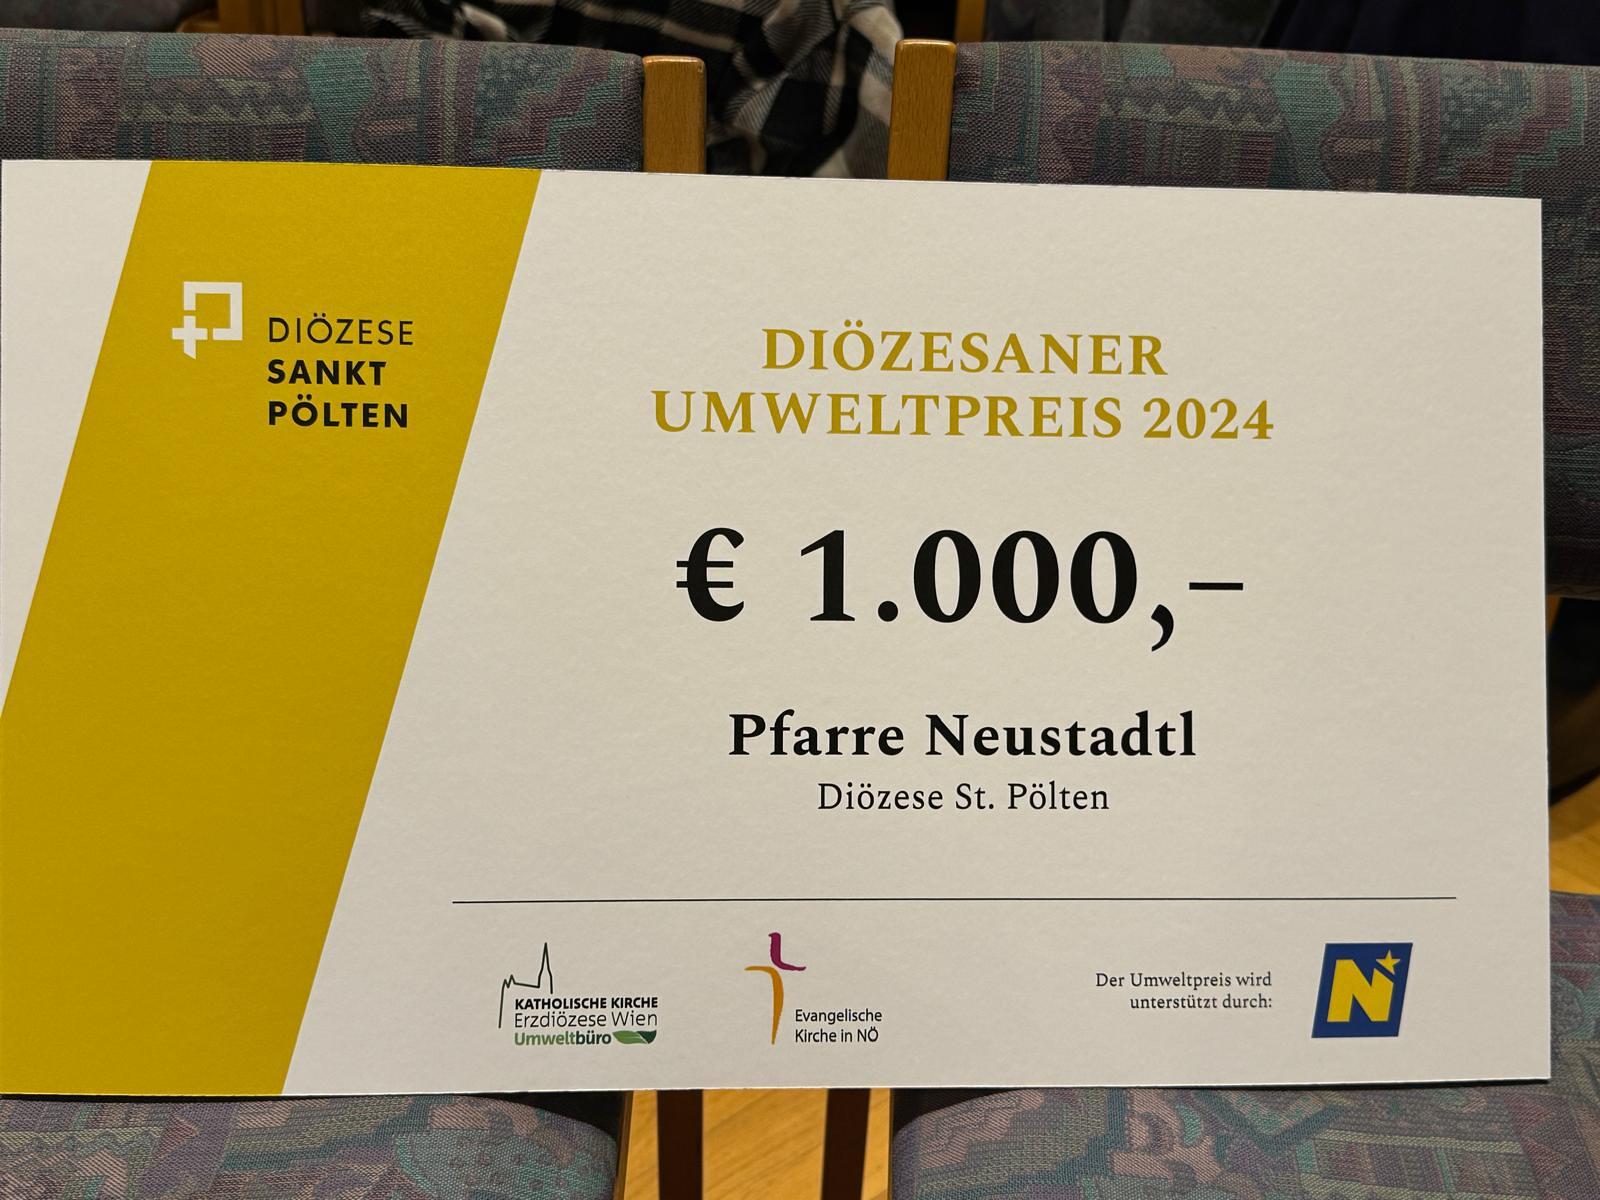 DIÖZESE
SANKT
PÖLTEN
DIÖZESANER
UMWELTPREIS 2024
€ 1.000,–
Pfarre Neustadtl
Diözese St. Pölten
KATHOLISCHE KIRCHE
Erzdiözese Wien
Umweltbüro
Evangelische
Kirche in NÖ
Der Umweltpreis wird
unterstützt durch:
N